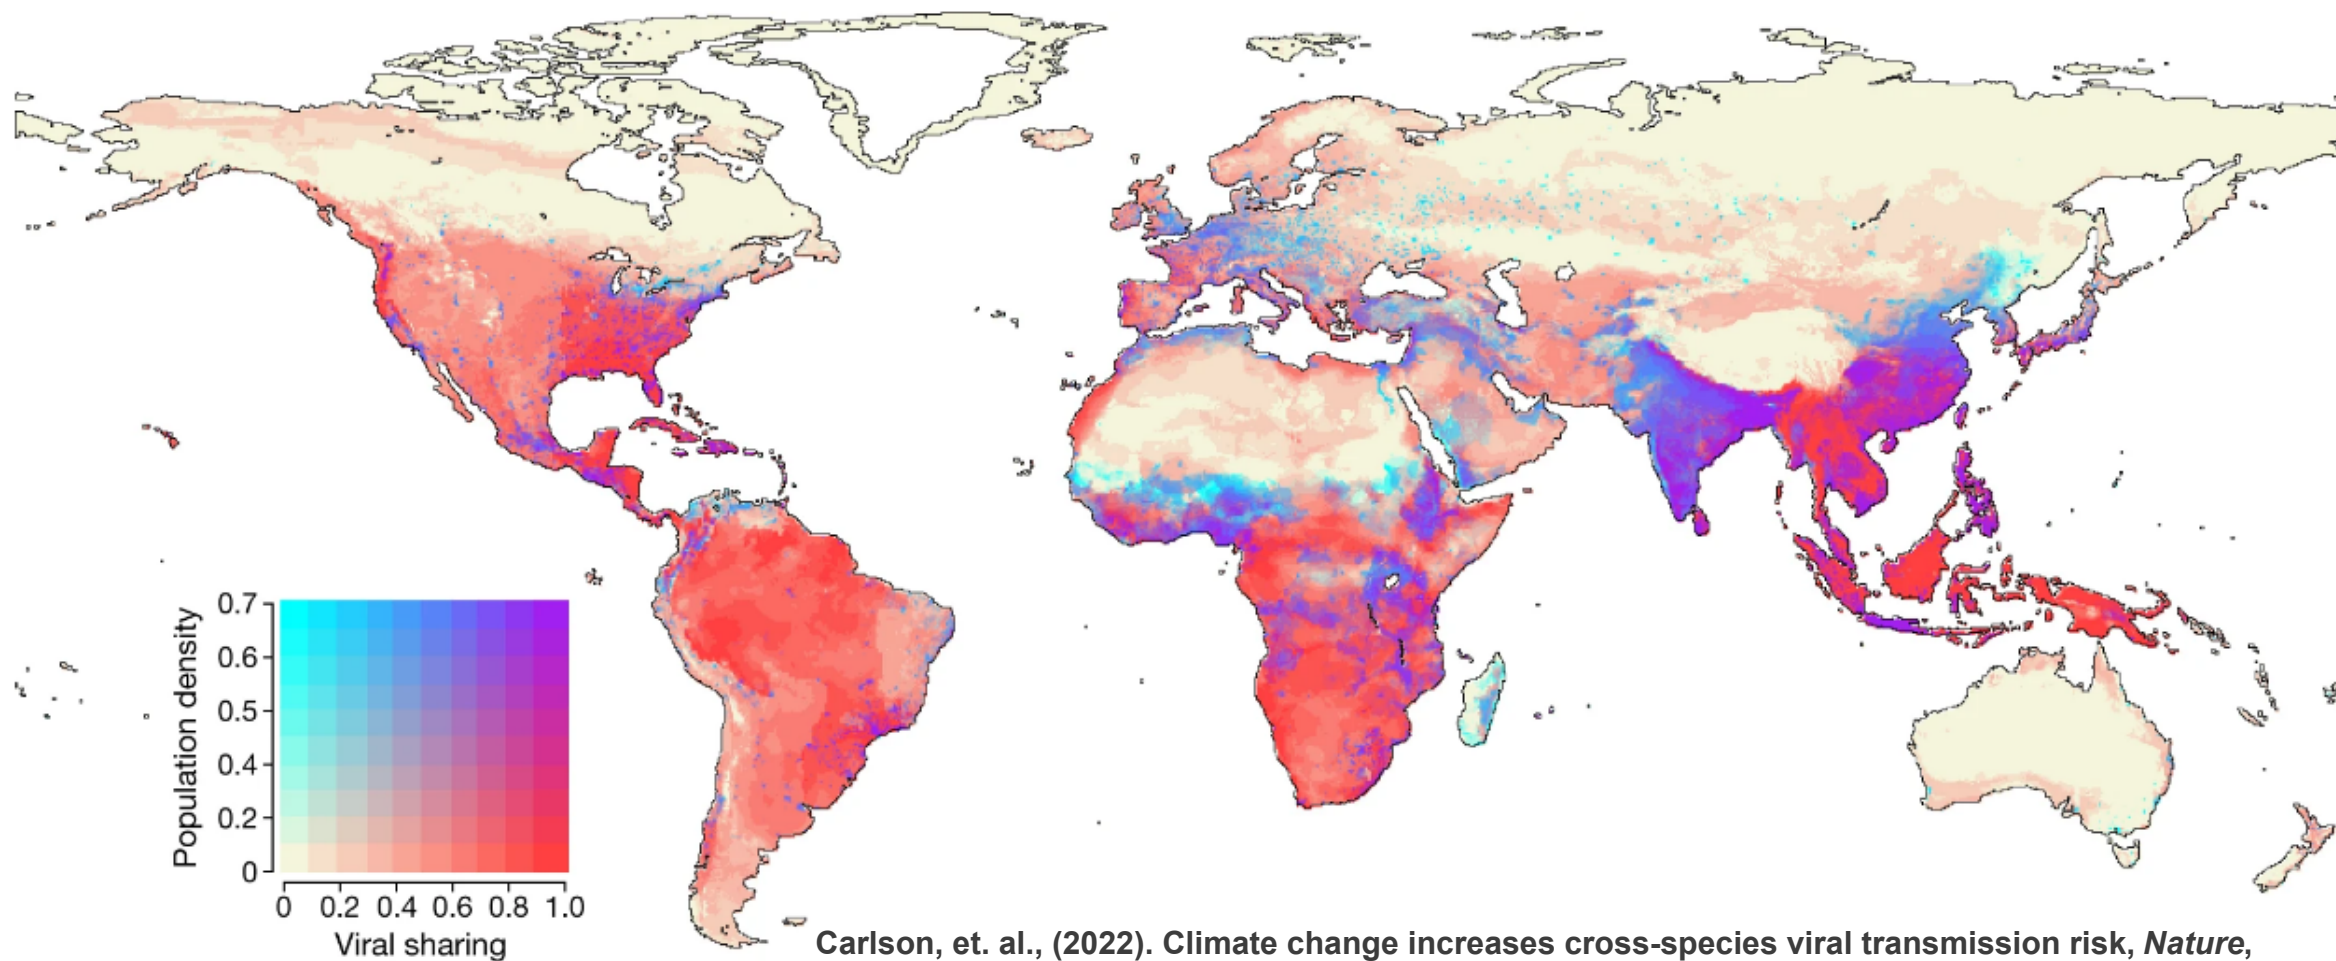 Population density
0.7
0.6
0.5
0.4
0.2
0
0 0.2 0.4 0.6 0.8 1.0
Viral sharing
Carlson, et. al., (2022). Climate change increases cross-species viral transmission risk, Nature,